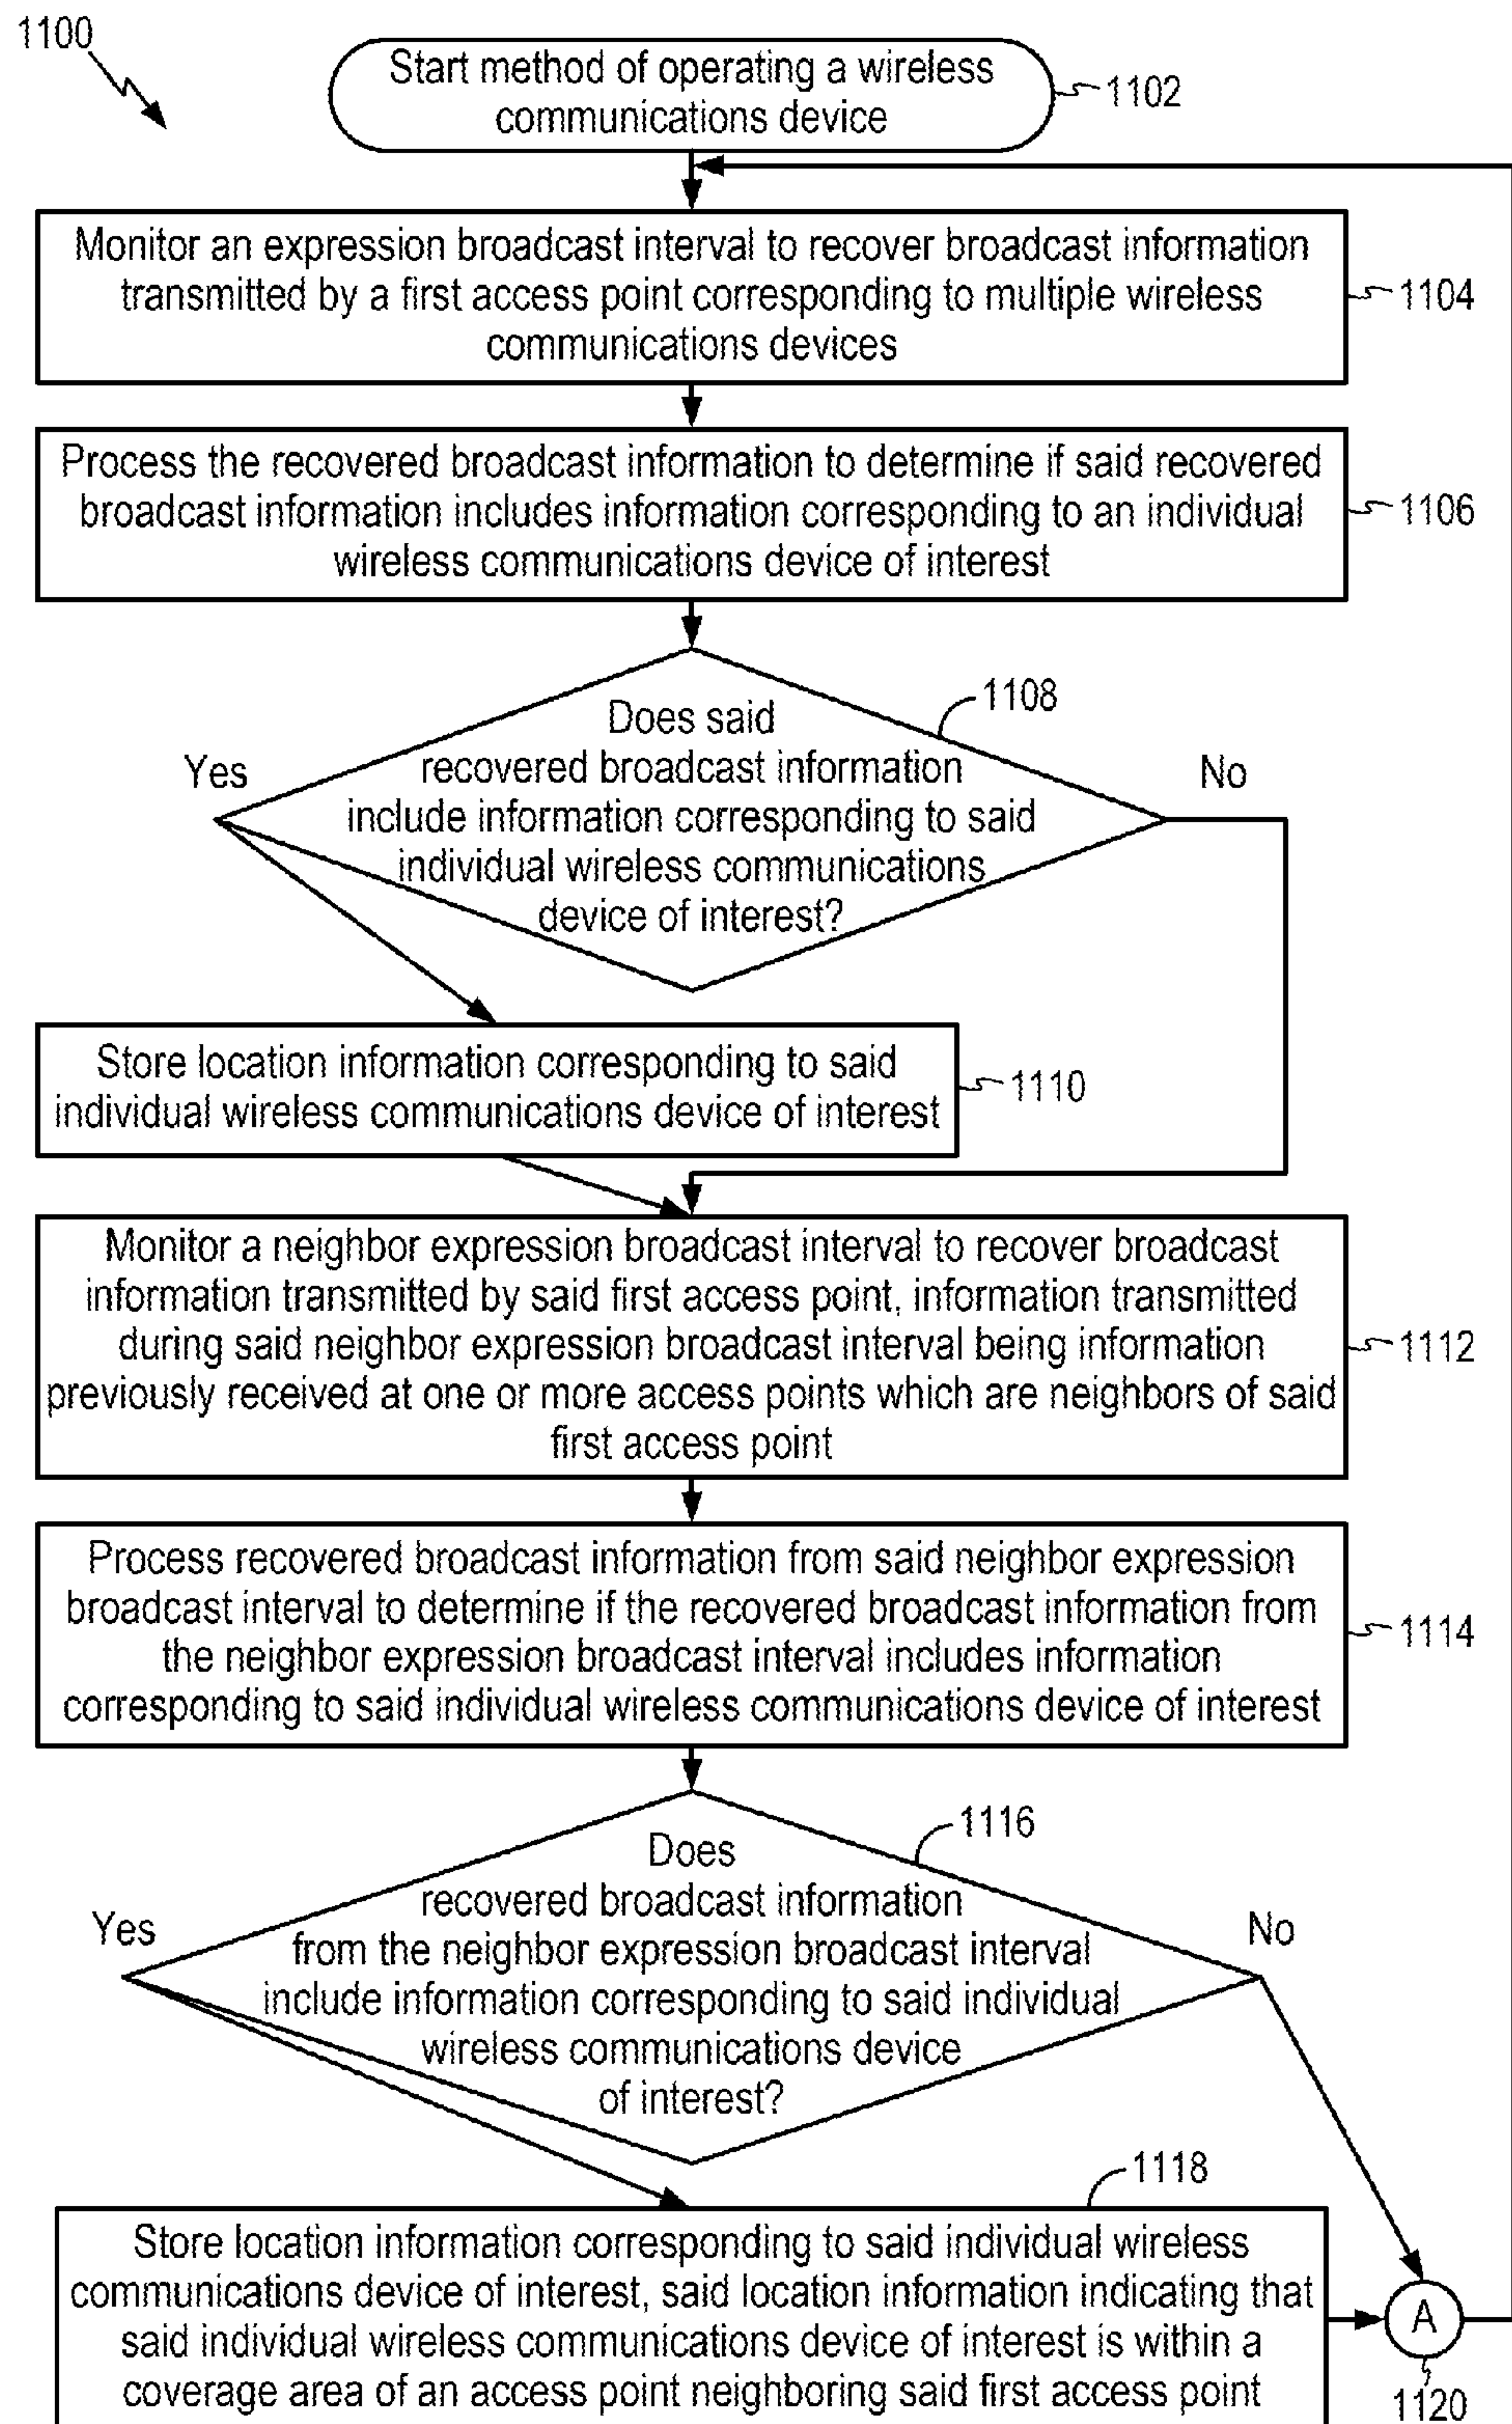 1100
Start method of operating a wireless
communications device
1102
Monitor an expression broadcast interval to recover broadcast information
transmitted by a first access point corresponding to multiple wireless
communications devices
1104
Process the recovered broadcast information to determine if said recovered
broadcast information includes information corresponding to an individual
wireless communications device of interest
1106
1108
Does said
recovered broadcast information
include information corresponding to said
individual wireless communications
device of interest?
Yes
No
Store location information corresponding to said
individual wireless communications device of interest
1110
Monitor a neighbor expression broadcast interval to recover broadcast
information transmitted by said first access point, information transmitted
during said neighbor expression broadcast interval being information
previously received at one or more access points which are neighbors of said
first access point
1112
Process recovered broadcast information from said neighbor expression
broadcast interval to determine if the recovered broadcast information from
the neighbor expression broadcast interval includes information
corresponding to said individual wireless communications device of interest
1114
1116
Does
recovered broadcast information
from the neighbor expression broadcast interval
include information corresponding to said individual
wireless communications device
of interest?
Yes
No
1118
Store location information corresponding to said individual wireless
communications device of interest, said location information indicating that
said individual wireless communications device of interest is within a
coverage area of an access point neighboring said first access point
A
1120